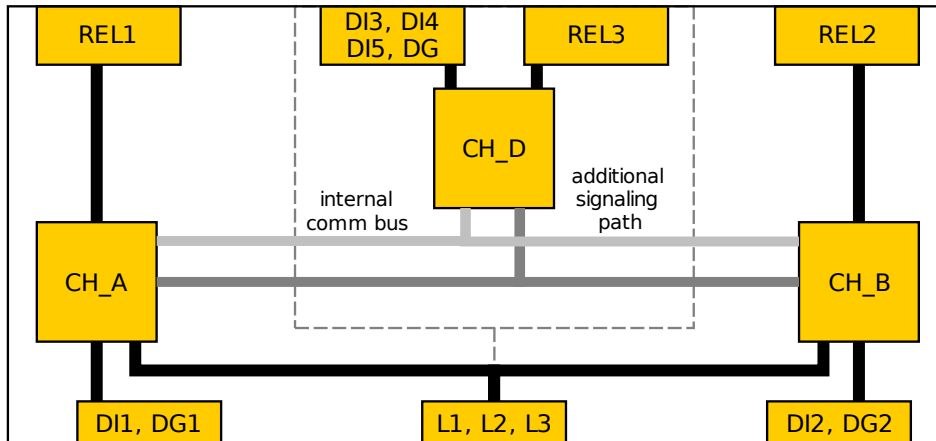 REL1
DI3, DI4
DI5, DG
REL3
REL2
CH_D
internal
comm bus
additional
signaling
path
CH_A
CH_B
DI1, DG1
L1, L2, L3
DI2, DG2